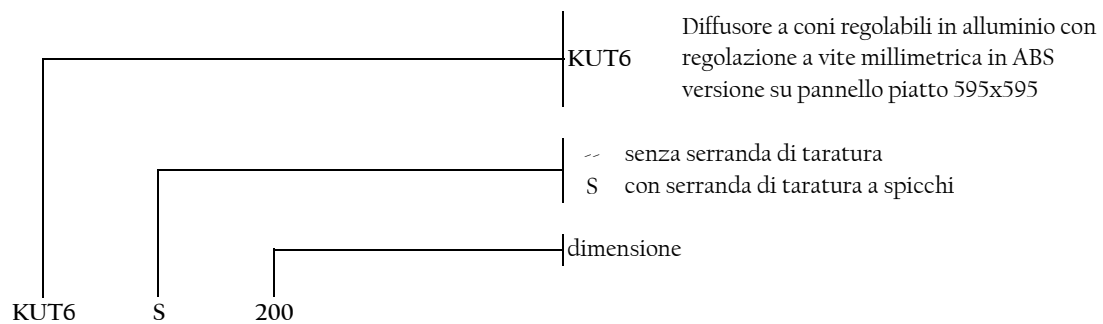 Diffusore a coni regolabili in alluminio con
KUT6 regolazione a vite millimetrica in ABS
versione su pannello piatto 595x595
-- senza serranda di taratura
S con serranda di taratura a spicchi
dimensione
KUT6 S 200